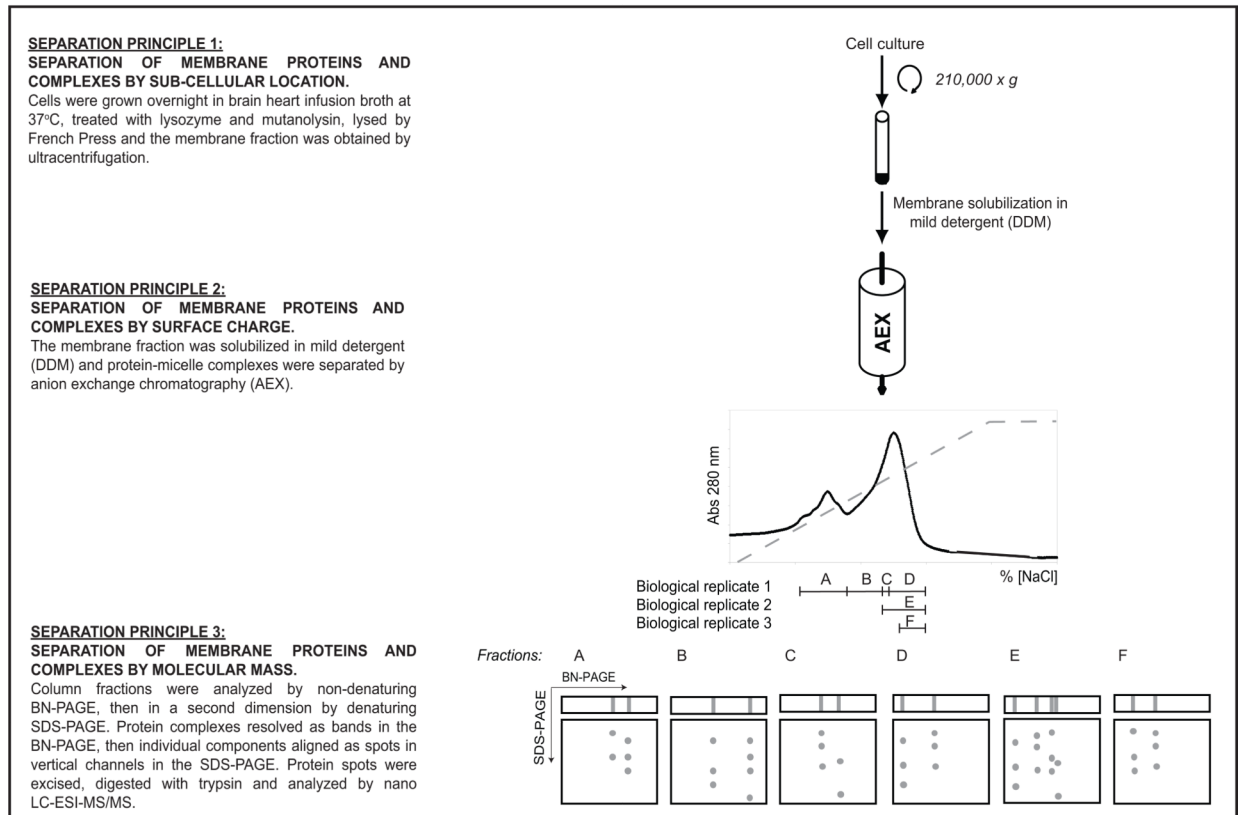 SEPARATION PRINCIPLE 1:
SEPARATION OF MEMBRANE PROTEINS AND
COMPLEXES BY SUB-CELLULAR LOCATION.
Cells were grown overnight in brain heart infusion broth at
37°C, treated with lysozyme and mutanolysin, lysed by
French Press and the membrane fraction was obtained by
ultracentrifugation.
Cell culture
210,000 x g
Membrane solubilization in
mild detergent (DDM)
SEPARATION PRINCIPLE 2:
SEPARATION OF MEMBRANE PROTEINS AND
COMPLEXES BY SURFACE CHARGE.
The membrane fraction was solubilized in mild detergent
(DDM) and protein-micelle complexes were separated by
anion exchange chromatography (AEX).
AEX
Abs 280 nm
% [NaCl]
Biological replicate 1 A B C D
Biological replicate 2 E
Biological replicate 3 F
SEPARATION PRINCIPLE 3:
SEPARATION OF MEMBRANE PROTEINS AND
COMPLEXES BY MOLECULAR MASS.
Column fractions were analyzed by non-denaturing
BN-PAGE, then in a second dimension by denaturing
SDS-PAGE. Protein complexes resolved as bands in the
BN-PAGE, then individual components aligned as spots in
vertical channels in the SDS-PAGE. Protein spots were
excised, digested with trypsin and analyzed by nano
LC-ESI-MS/MS.
Fractions: A B C D E F
BN-PAGE
SDS-PAGE